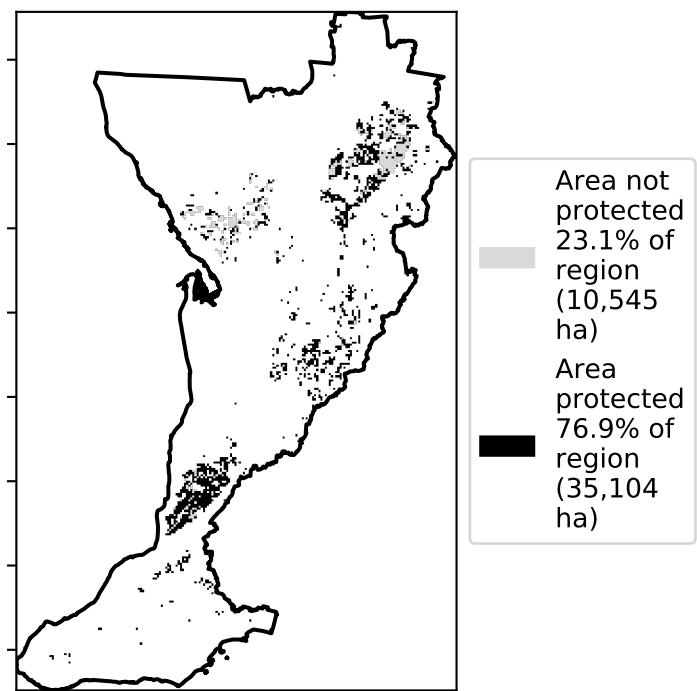 Area not
protected
23.1% of
region
(10,545
ha)
Area
protected
76.9% of
region
(35,104
ha)